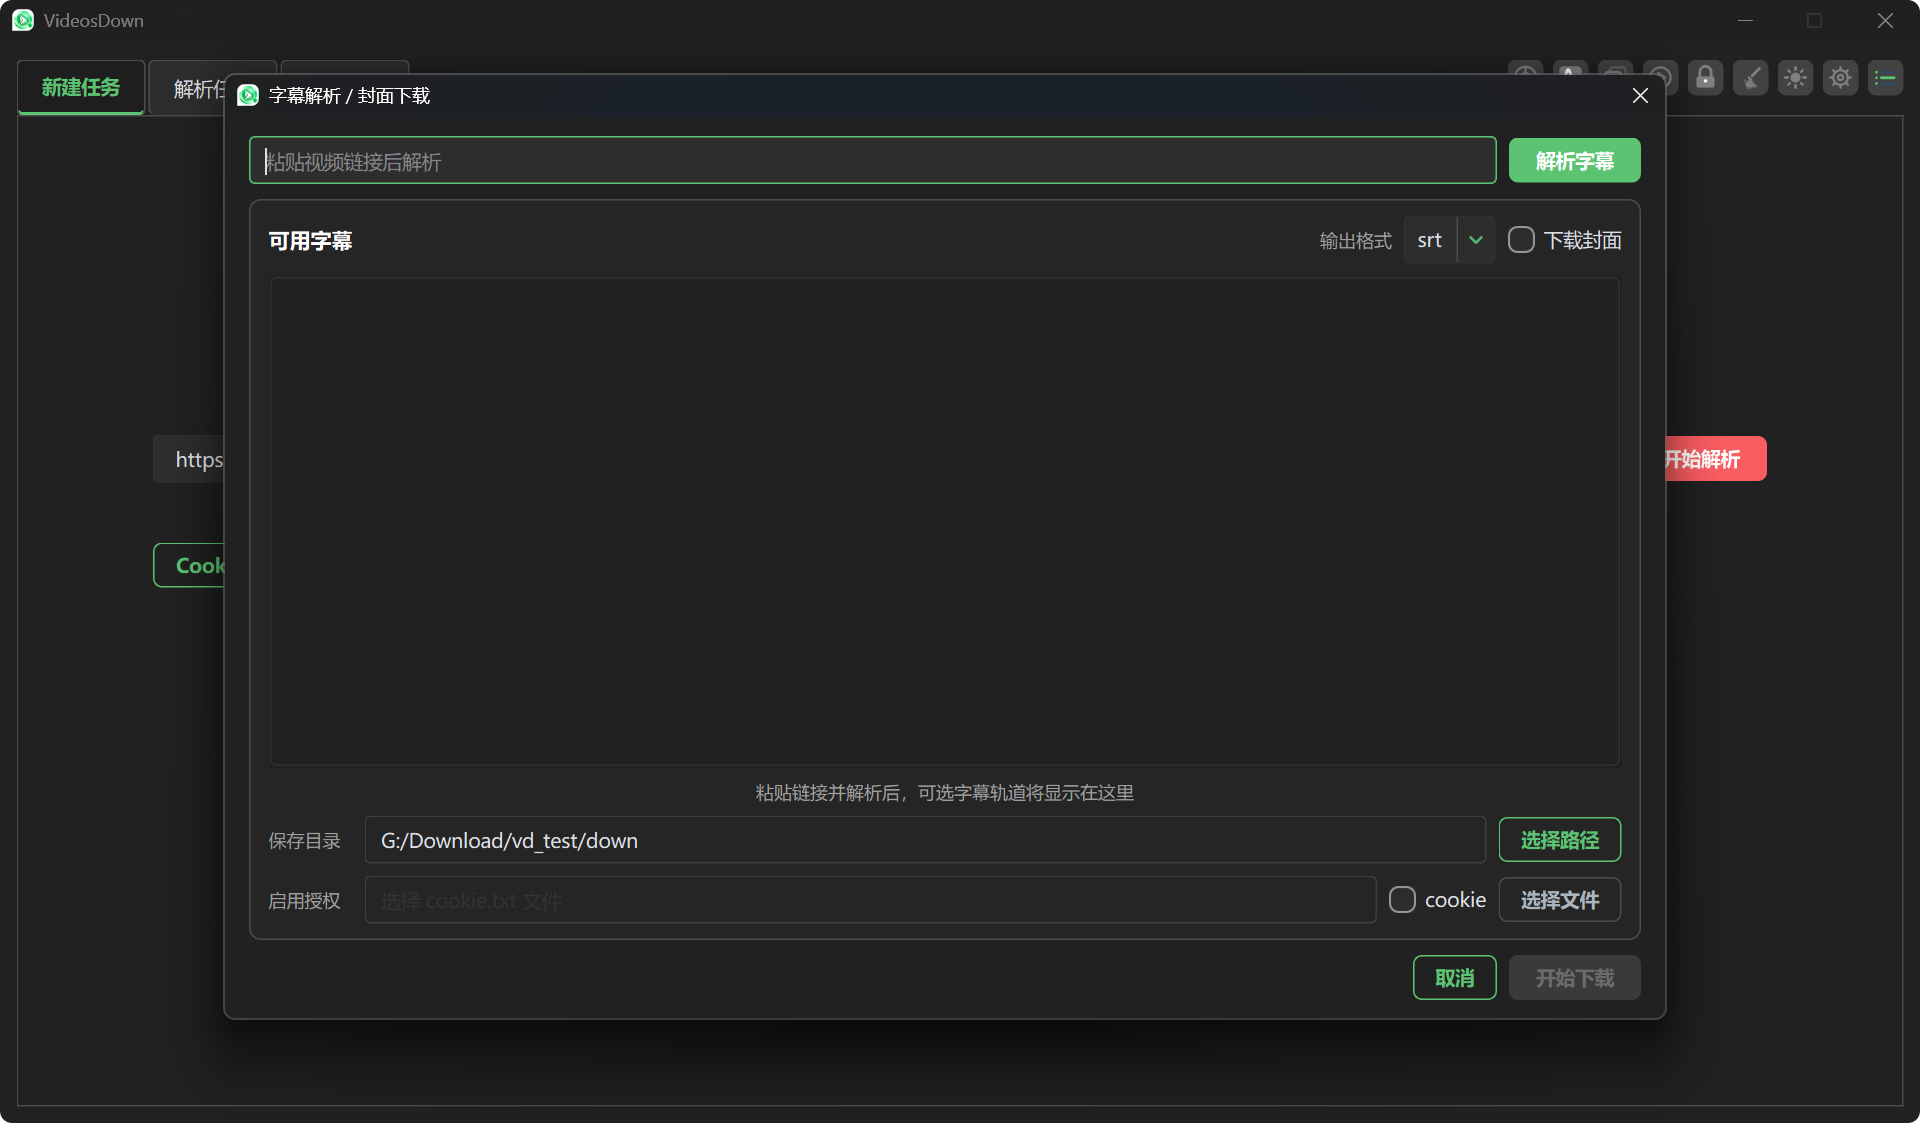 VideosDown
新建任务
解析任
字幕解析 / 封面下载
粘贴视频链接后解析
解析字幕
可用字幕
输出格式
srt
下载封面
https
开始解析
Cook
粘贴链接并解析后，可选字幕轨道将显示在这里
保存目录
G:/Download/vd_test/down
选择路径
启用授权
选择 cookie.txt 文件
cookie
选择文件
取消
开始下载